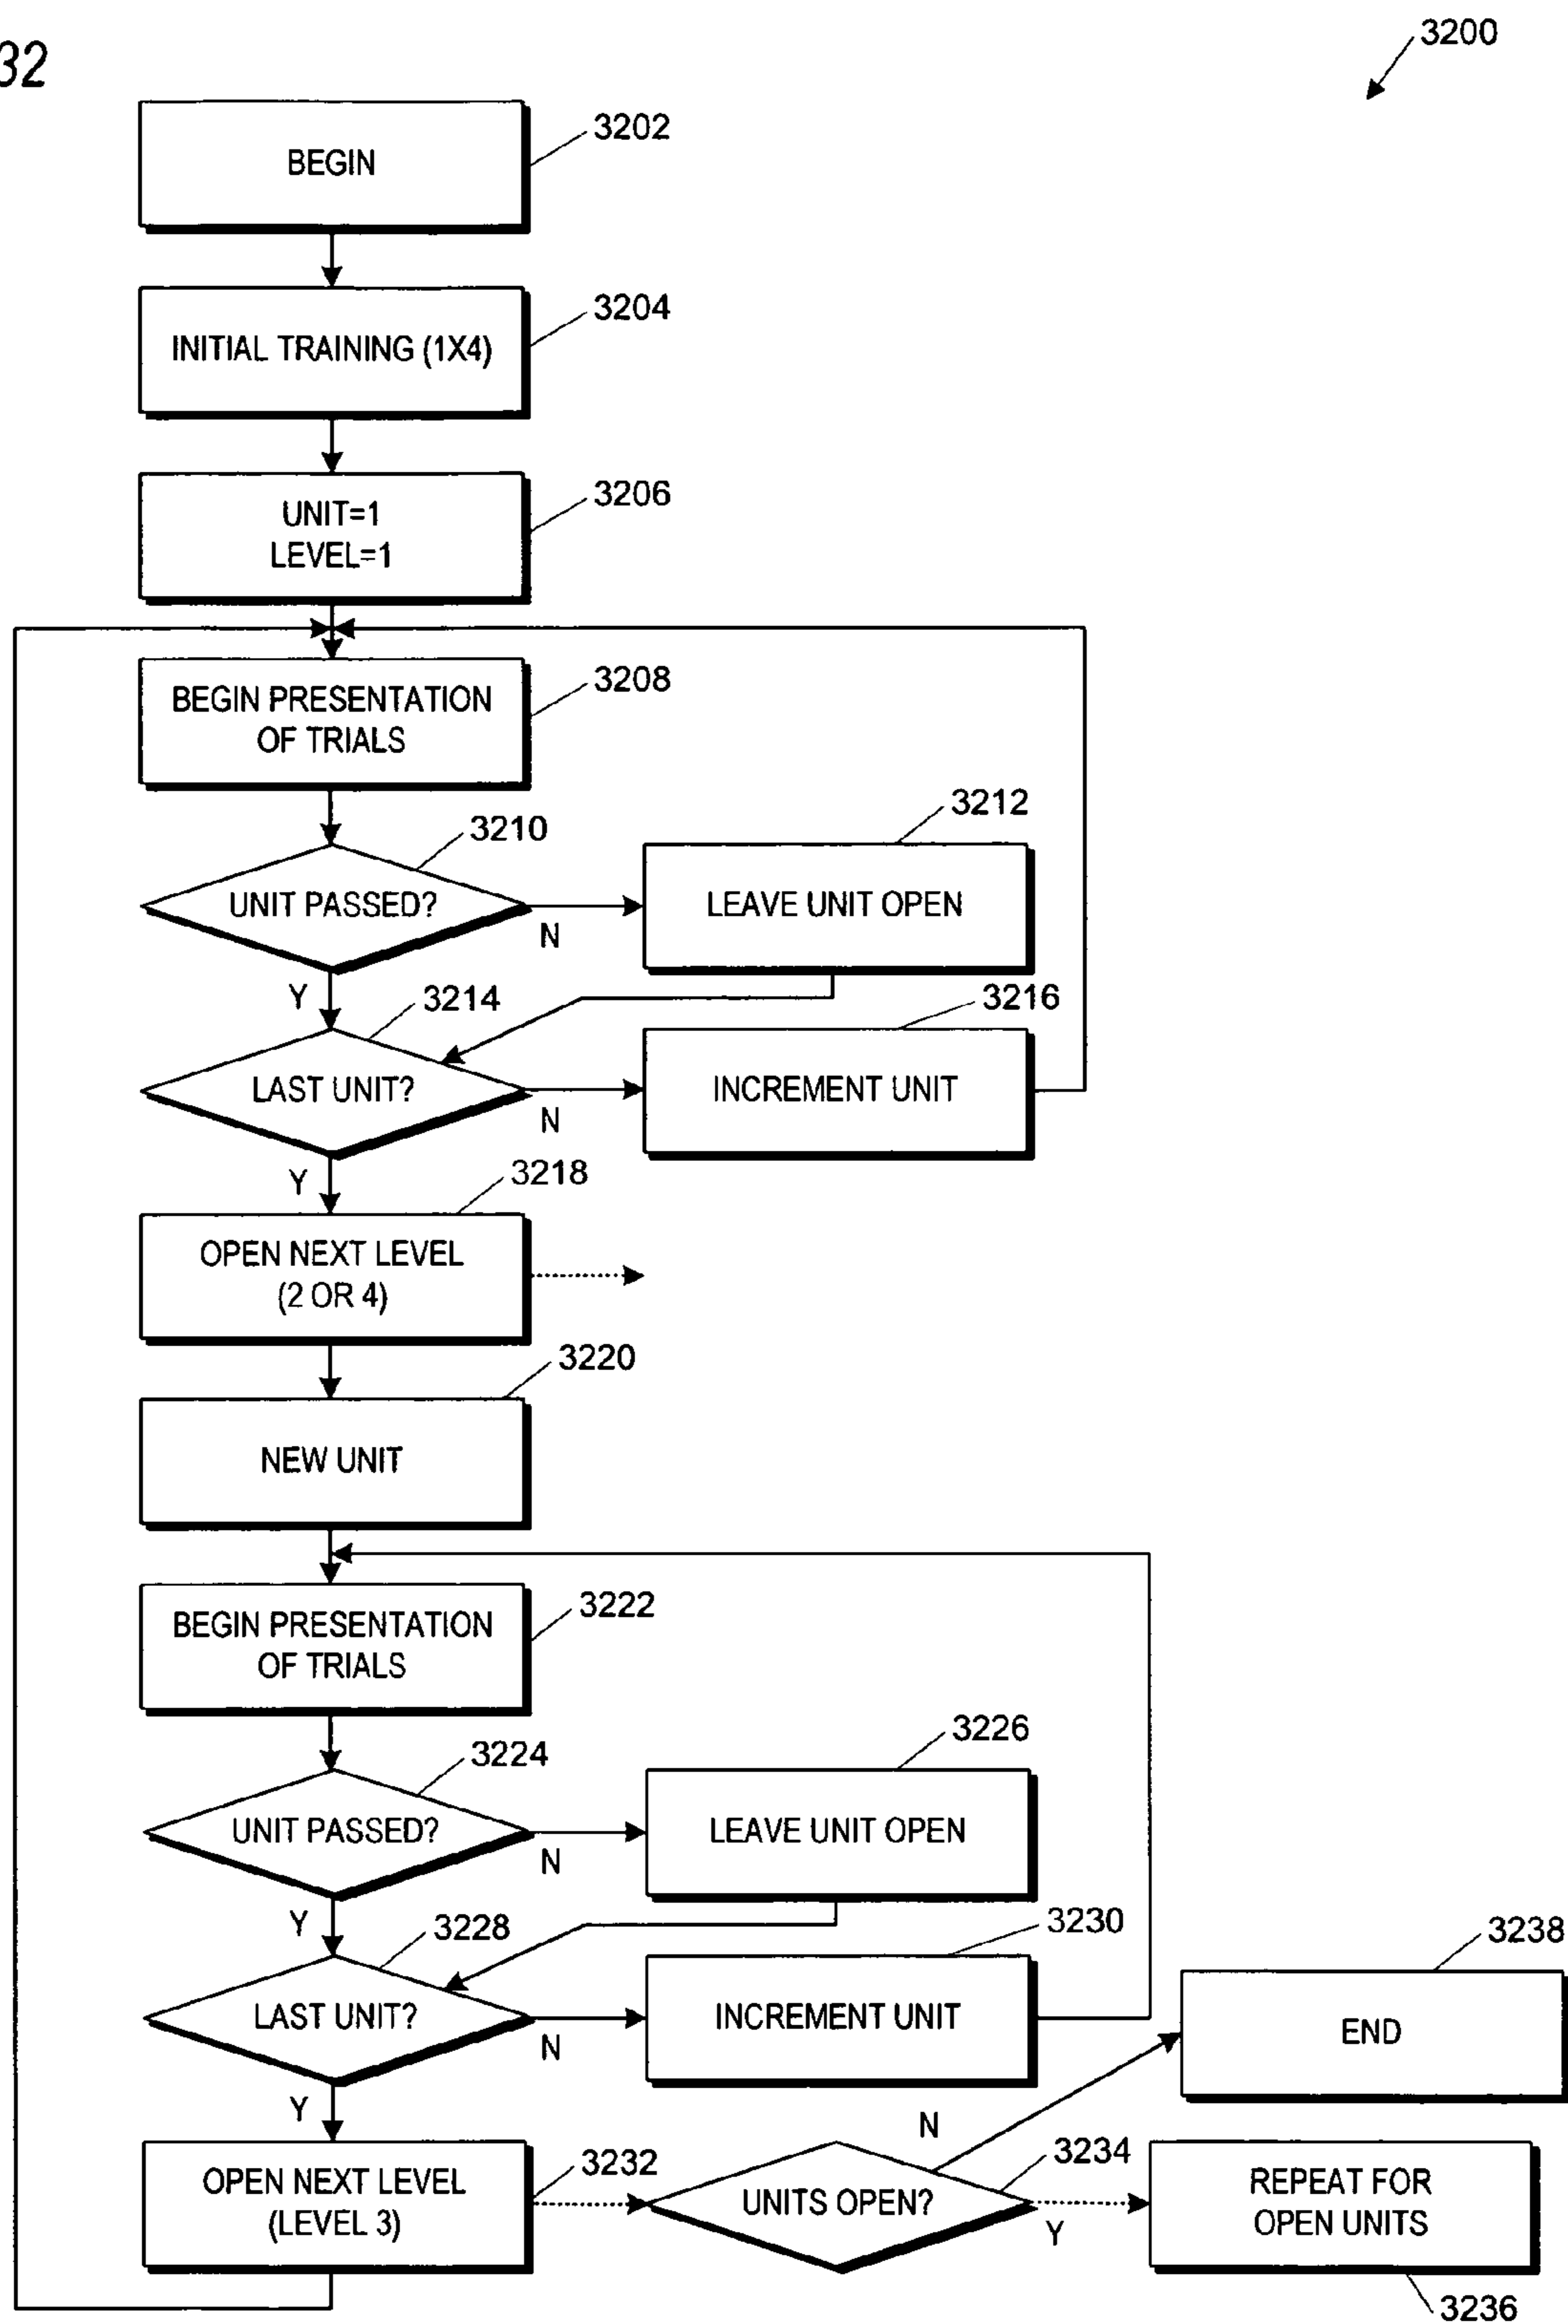 32
3200
BEGIN
3202
INITIAL TRAINING (1X4)
3204
UNIT=1
LEVEL=1
3206
BEGIN PRESENTATION
OF TRIALS
3208
UNIT PASSED?
3210
N
Y
LEAVE UNIT OPEN
3212
LAST UNIT?
3214
N
Y
INCREMENT UNIT
3216
OPEN NEXT LEVEL
(2 OR 4)
3218
NEW UNIT
3220
BEGIN PRESENTATION
OF TRIALS
3222
UNIT PASSED?
3224
N
Y
LEAVE UNIT OPEN
3226
LAST UNIT?
3228
N
Y
INCREMENT UNIT
3230
END
3238
OPEN NEXT LEVEL
(LEVEL 3)
3232
UNITS OPEN?
3234
N
Y
REPEAT FOR
OPEN UNITS
3236